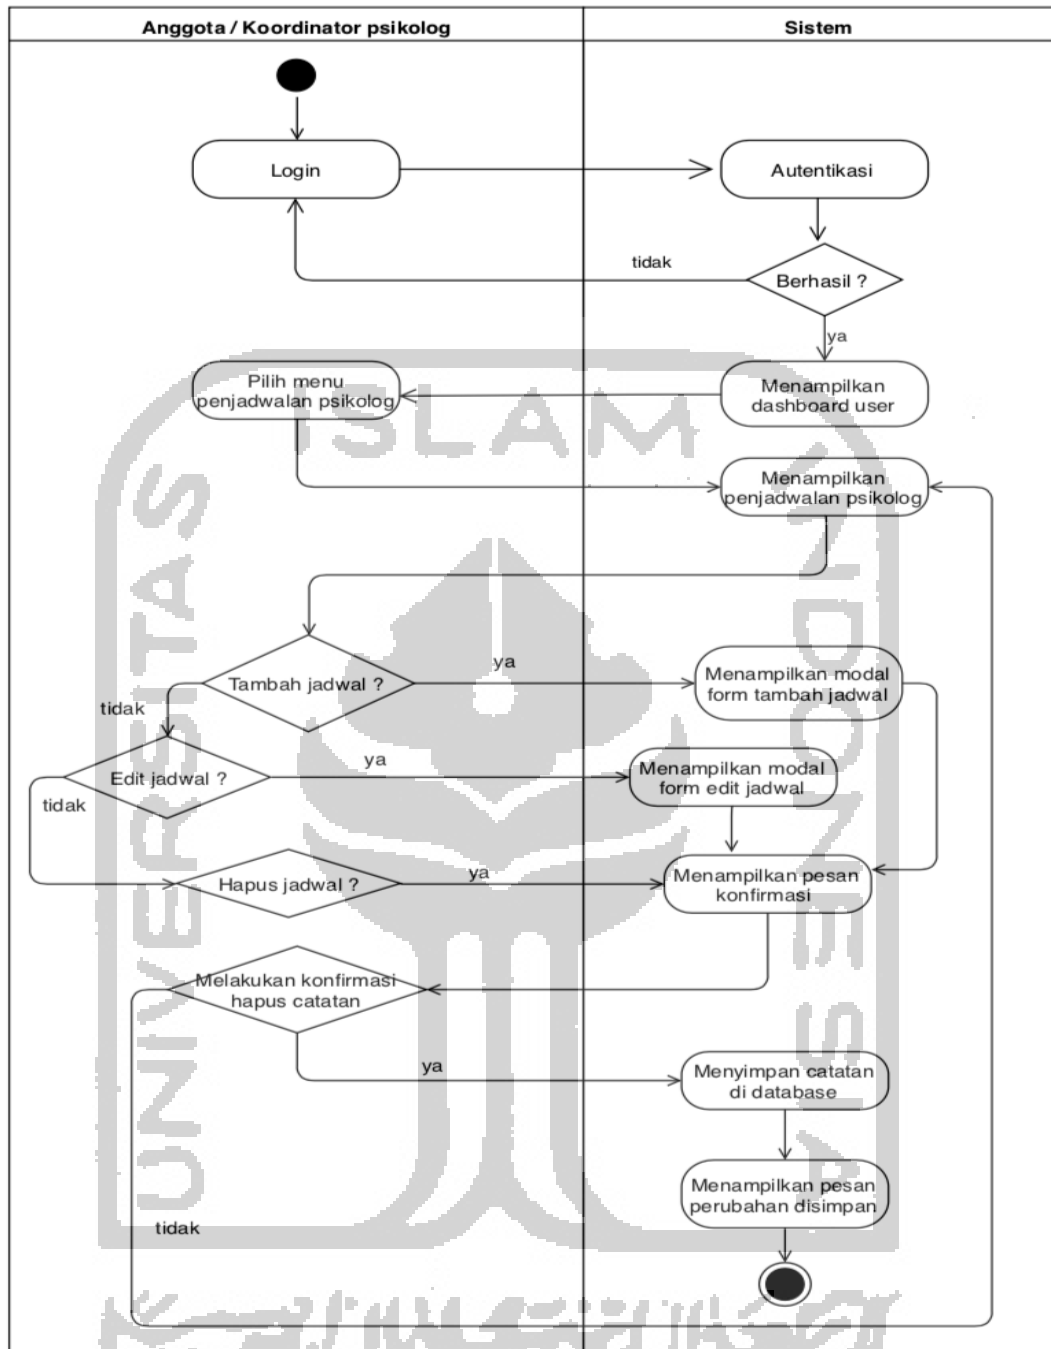 Anggota / Koordinator psikolog
Sistem
Login
Autentikasi
tidak
Berhasil ?
ya
Pilih menu
penjadwalan psikolog
Menampilkan
dashboard user
ISLAM
Menampilkan
penjadwalan psikolog
UNIVERSITAS
INDONESIA
Tambah jadwal ?
ya
Menampilkan modal
form tambah jadwal
tidak
Edit jadwal ?
ya
Menampilkan modal
form edit jadwal
tidak
Hapus jadwal ?
ya
Menampilkan pesan
konfirmasi
Melakukan konfirmasi
hapus catatan
ya
Menyimpan catatan
di database
Menampilkan pesan
perubahan disimpan
tidak